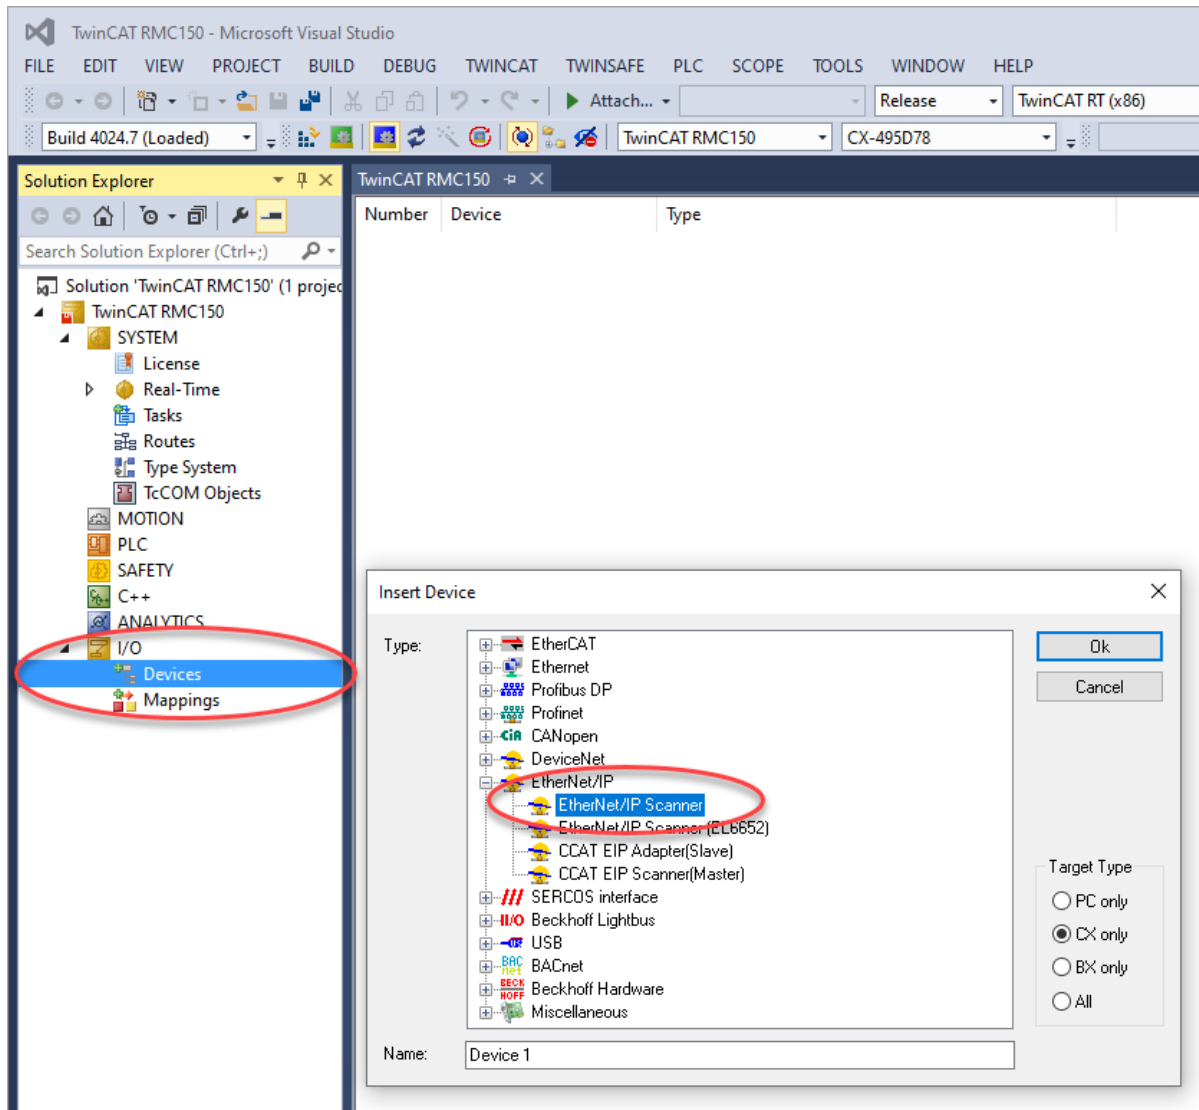 TwinCAT RMC150 - Microsoft Visual Studio
FILE EDIT VIEW PROJECT BUILD DEBUG TWINCAT TWINSAFE PLC SCOPE TOOLS WINDOW HELP
Attach... Release TwinCAT RT (x86)
Build 4024.7 (Loaded) TwinCAT RMC150 CX-495D78
Solution Explorer
Search Solution Explorer (Ctrl+;)
Solution 'TwinCAT RMC150' (1 projec
TwinCAT RMC150
SYSTEM
License
Real-Time
Tasks
Routes
Type System
TcCOM Objects
MOTION
PLC
SAFETY
C++
ANALYTICS
I/O
Devices
Mappings
TwinCAT RMC150
Number Device Type
Insert Device
Type:
EtherCAT
Ethernet
Profibus DP
Profinet
CiA CANopen
DeviceNet
EtherNet/IP
EtherNet/IP Scanner
EtherNet/IP Scanner (EL6652)
CCAT EIP Adapter(Slave)
CCAT EIP Scanner(Master)
SERCOS interface
II/O Beckhoff Lightbus
USB
BAC net BACnet
BECK HOFF Beckhoff Hardware
Miscellaneous
Ok
Cancel
Target Type
PC only
CX only
BX only
All
Name: Device 1